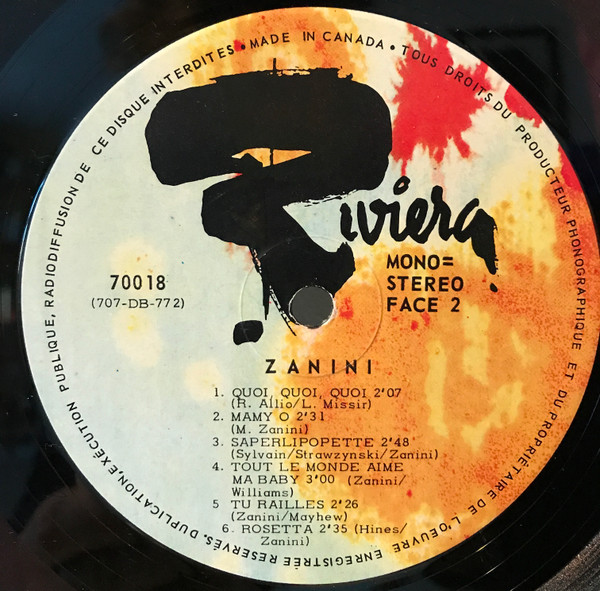 PUBLIQUE, RADIODIFFUSION DE CE DISQUE INTERDITES • MADE IN CANADA • TOUS DROITS DU PRODUCTEUR PHONOGRAPHIQUE ET DU PROPRIÉTAIRE DE L'OEUVRE ENREGISTRÉE RESERVÉS. DUPLICATION EXÉCUTION
Riviera
MONO=
STEREO
FACE 2
70018
(707-DB-772)
ZANINI
1. QUOI, QUOI, QUOI 2'07
(R. Allio/L. Missir)
2. MAMY O 2'31
(M. Zanini)
3. SAPERLIPOPETTE 2'48
(Sylvain/Strawzynski/Zanini)
4. TOUT LE MONDE AIME
MA BABY 3'00 (Zanini/
Williams)
5 TU RAILLES 2'26
(Zanini/Mayhew)
6. ROSETTA 2'35 (Hines/
Zanini)